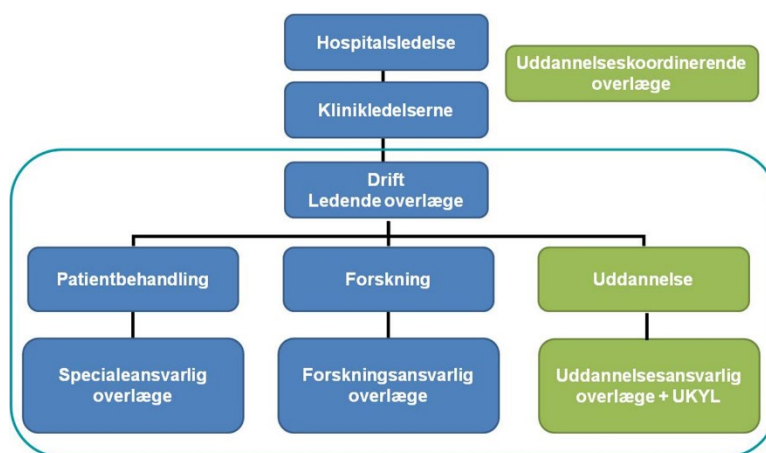 Hospitalsledelse
Uddannelseskoordinerende
overlæge
Klinikledelserne
Drift
Ledende overlæge
Patientbehandling
Forskning
Uddannelse
Specialeansvarlig
overlæge
Forskningsansvarlig
overlæge
Uddannelsesansvarlig
overlæge + UKYL